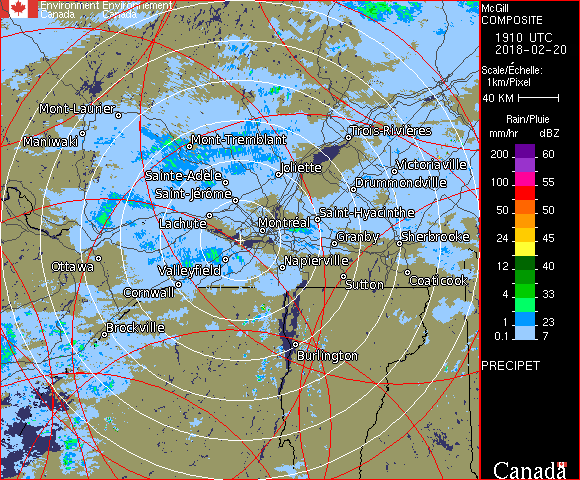 Environment Environnement
Canada Canada
McGill
COMPOSITE
1910 UTC
2018-02-20
Scale/Échelle:
1km/Pixel
40 KM
Rain/Pluie
mm/hr dBZ
200 60
100 55
50 50
24 45
12 40
4 33
1 23
0.1 7
PRECIPET
Canada
Mont-Laurier
Maniwaki
Mont-Tremblant
Trois-Rivières
Joliette
Victoriaville
Sainte-Adèle
Drummondville
Saint-Jérôme
Lachute
Montréal
Saint-Hyacinthe
Granby
Sherbrooke
Ottawa
Valleyfield
Napierville
Cornwall
Sutton
Coaticook
Brockville
Burlington